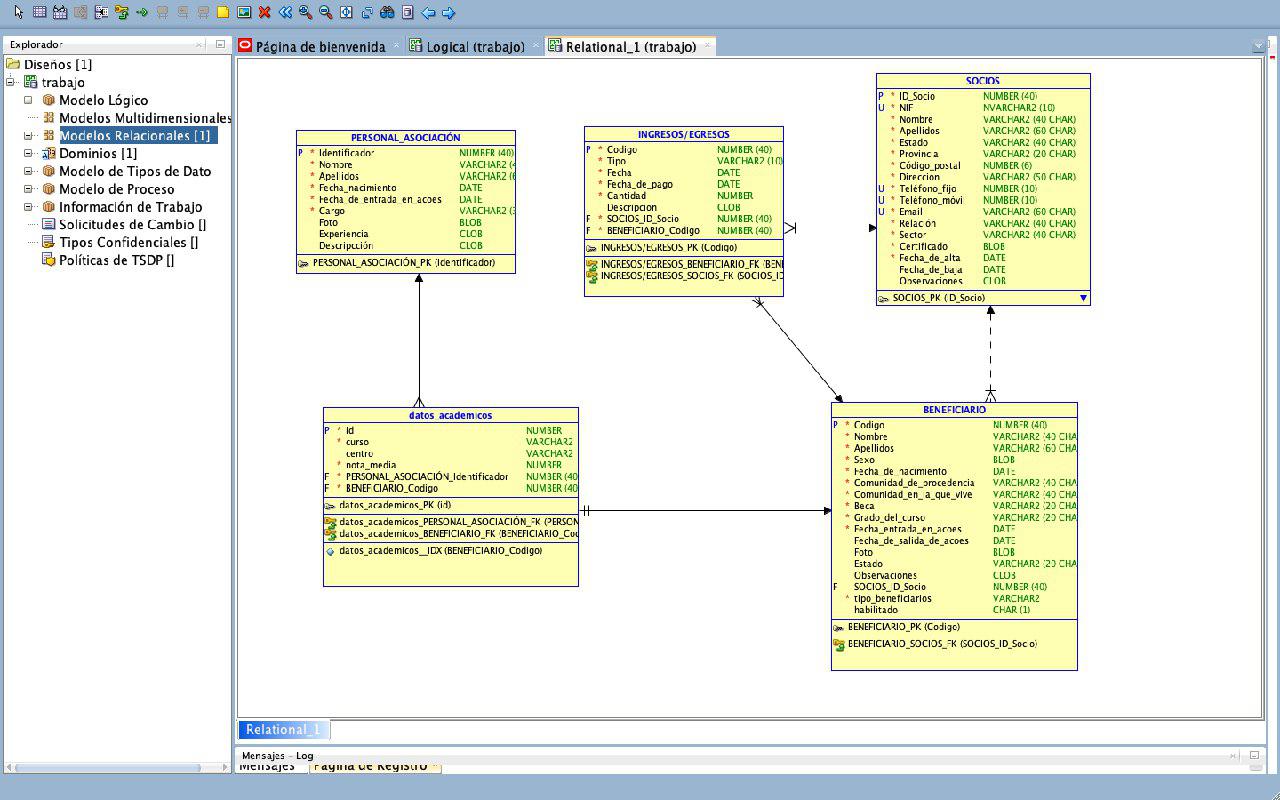 Explorador
Diseños [1]
trabajo
Modelo Lógico
Modelos Multidimensionales
Modelos Relacionales [1]
Dominios [1]
Modelo de Tipos de Dato
Modelo de Proceso
Información de Trabajo
Solicitudes de Cambio []
Tipos Confidenciales []
Políticas de TSDP []
Página de bienvenida
Logical (trabajo)
Relational_1 (trabajo)
PERSONAL_ASOCIACIÓN
P * Identificador NUMBER (40)
* Nombre VARCHAR2 (4
* Apellidos VARCHAR2 (6
* Fecha_nacimiento DATE
* Fecha_de_entrada_en_acoes DATE
* Cargo VARCHAR2 (3
Foto BLOB
Experiencia CLOB
Descripcción CLOB
PERSONAL_ASOCIACIÓN_PK (Identificador)
INGRESOS/EGRESOS
P * Codigo NUMBER (40)
* Tipo VARCHAR2 (10)
* Fecha DATE
* Fecha_de_pago DATE
* Cantidad NUMBER
Descripcion CLOB
F * SOCIOS_ID_Socio NUMBER (40)
F * BENEFICIARIO_Codigo NUMBER (40)
INGRESOS/EGRESOS_PK (Codigo)
INGRESOS/EGRESOS_BENEFICIARIO_FK (BEN
INGRESOS/EGRESOS_SOCIOS_FK (SOCIOS_ID
SOCIOS
P * ID_Socio NUMBER (40)
U * NIF NVARCHAR2 (10)
* Nombre VARCHAR2 (40 CHAR)
* Apellidos VARCHAR2 (60 CHAR)
* Estado VARCHAR2 (40 CHAR)
* Provincia VARCHAR2 (20 CHAR)
* Código_postal NUMBER (6)
* Direccion VARCHAR2 (50 CHAR)
U * Teléfono_fijo NUMBER (10)
U * Teléfono_móvil NUMBER (10)
U * Email VARCHAR2 (60 CHAR)
* Relación VARCHAR2 (40 CHAR)
* Sector VARCHAR2 (40 CHAR)
* Certificado BLOB
* Fecha_de_alta DATE
Fecha_de_baja DATE
Observaciones CLOB
SOCIOS_PK (ID_Socio)
datos_academicos
P * id NUMBER
* curso VARCHAR2
centro VARCHAR2
* nota_media NUMBER
F * PERSONAL_ASOCIACIÓN_Identificador NUMBER (40
F * BENEFICIARIO_Codigo NUMBER (40
datos_academicos_PK (id)
datos_academicos_PERSONAL_ASOCIACIÓN_FK (PERSON
datos_academicos_BENEFICIARIO_FK (BENEFICIARIO_Coc
datos_academicos__IDX (BENEFICIARIO_Codigo)
BENEFICIARIO
P * Codigo NUMBER (40)
* Nombre VARCHAR2 (40 CHA
* Apellidos VARCHAR2 (60 CHA
* Sexo BLOB
* Fecha_de_nacimiento DATE
* Comunidad_de_procedencia VARCHAR2 (40 CHA
* Comunidad_en_la_que_vive VARCHAR2 (40 CHA
* Beca VARCHAR2 (20 CHA
* Grado_del_curso VARCHAR2 (20 CHA
* Fecha_entrada_en_acoes DATE
Fecha_de_salida_de_acoes DATE
Foto BLOB
Estado VARCHAR2 (20 CHA
Observaciones CLOB
F SOCIOS_ID_Socio NUMBER (40)
* tipo_beneficiarios VARCHAR2
habilitado CHAR (1)
BENEFICIARIO_PK (Codigo)
BENEFICIARIO_SOCIOS_FK (SOCIOS_ID_Socio)
Relational_1
Mensajes - Log
Mensajes Página de Registro